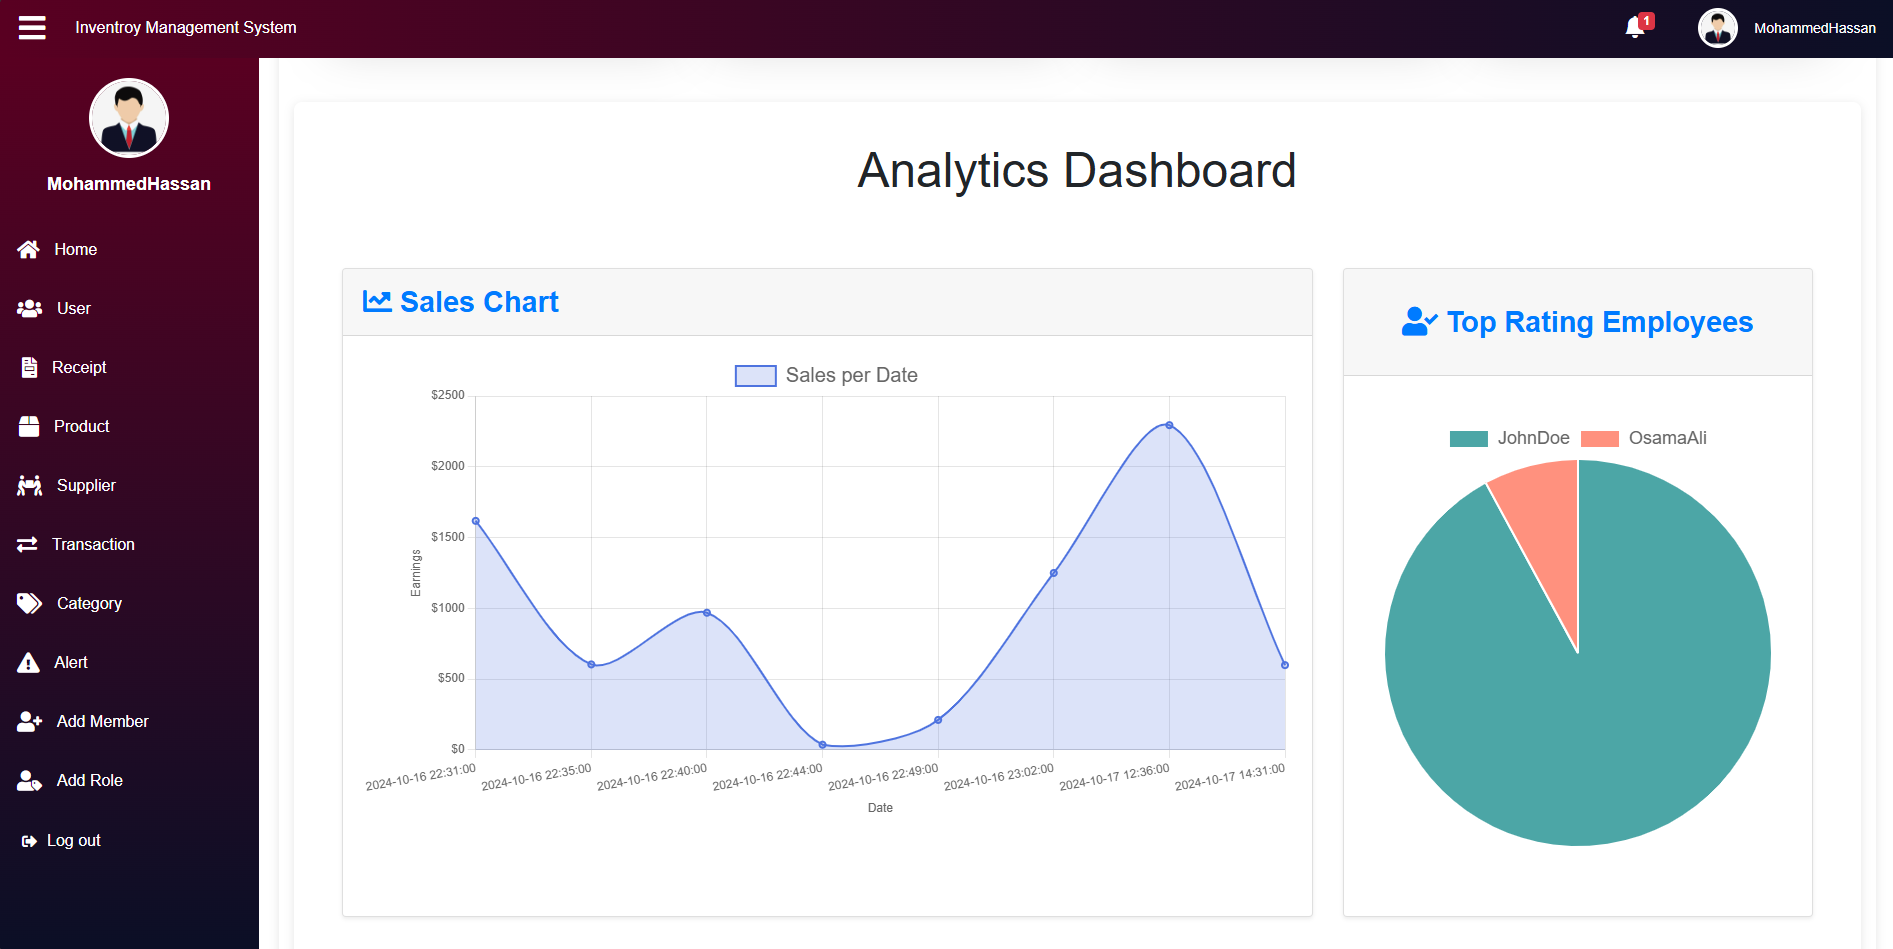 Inventroy Management System
1
MohammedHassan
MohammedHassan
Home
User
Receipt
Product
Supplier
Transaction
Category
Alert
Add Member
Add Role
Log out
Analytics Dashboard
Sales Chart
Sales per Date
$2500
$2000
$1500
$1000
$500
$0
Earnings
2024-10-16 22:31:00
2024-10-16 22:35:00
2024-10-16 22:40:00
2024-10-16 22:44:00
2024-10-16 22:49:00
2024-10-16 23:02:00
2024-10-17 12:36:00
2024-10-17 14:31:00
Date
Top Rating Employees
JohnDoe
OsamaAli